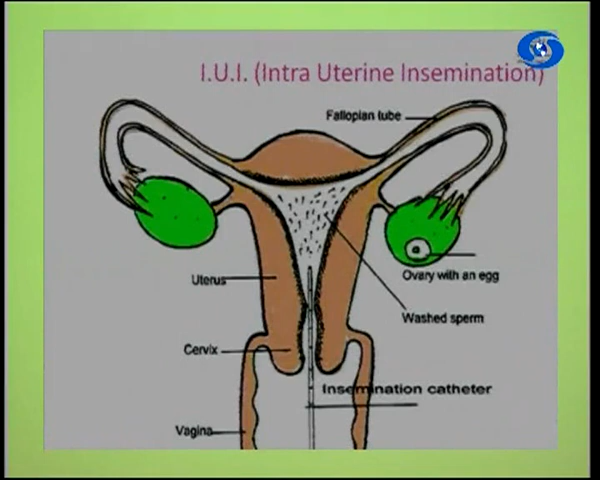 I.U.I. (Intra Uterine Insemination)
Fallopian tube
Ovary with an egg
Uterus
Washed sperm
Cervix
Insemination catheter
Vagina